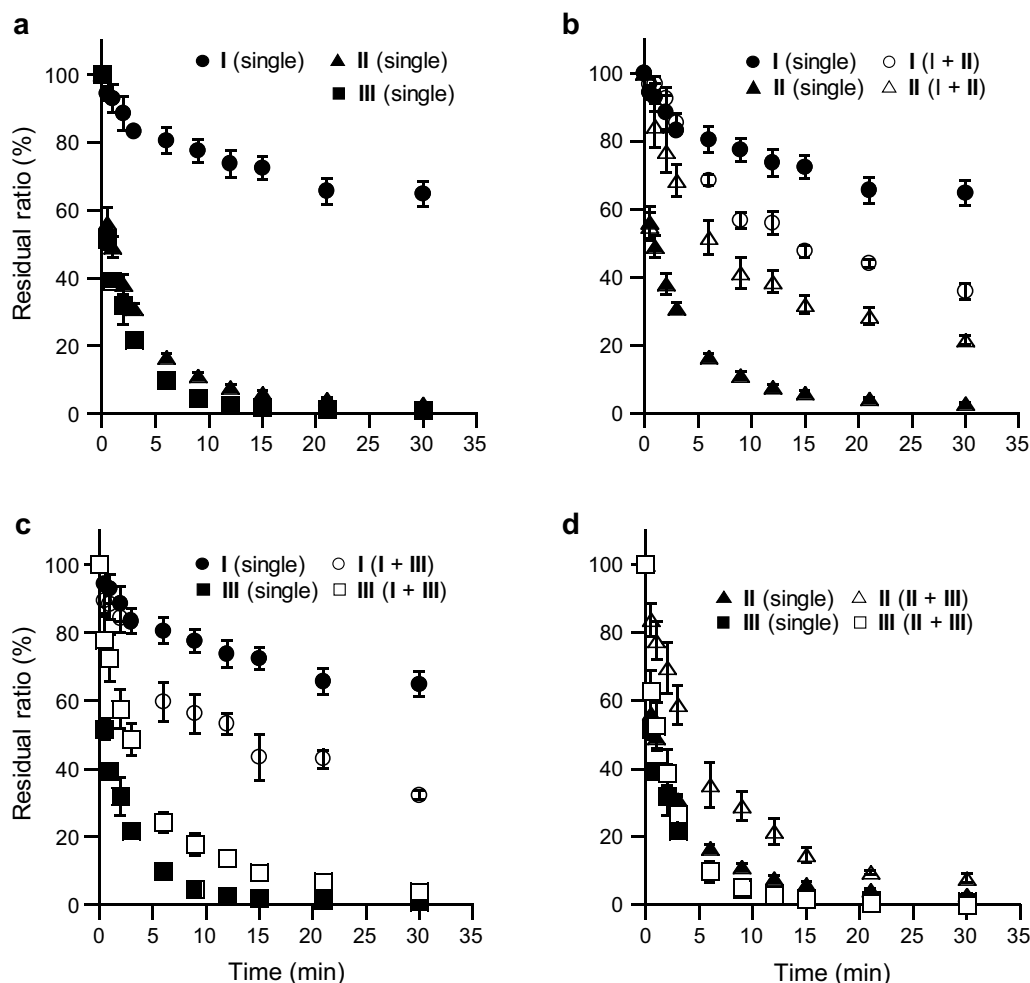 a
I (single) II (single)
III (single)
Residual ratio (%)
100
80
60
40
20
0
0 5 10 15 20 25 30 35
b
I (single) I (I + II)
II (single) II (I + II)
100
80
60
40
20
0
0 5 10 15 20 25 30 35
c
I (single) I (I + III)
III (single) III (I + III)
Residual ratio (%)
100
80
60
40
20
0
0 5 10 15 20 25 30 35
Time (min)
d
II (single) II (II + III)
III (single) III (II + III)
100
80
60
40
20
0
0 5 10 15 20 25 30 35
Time (min)